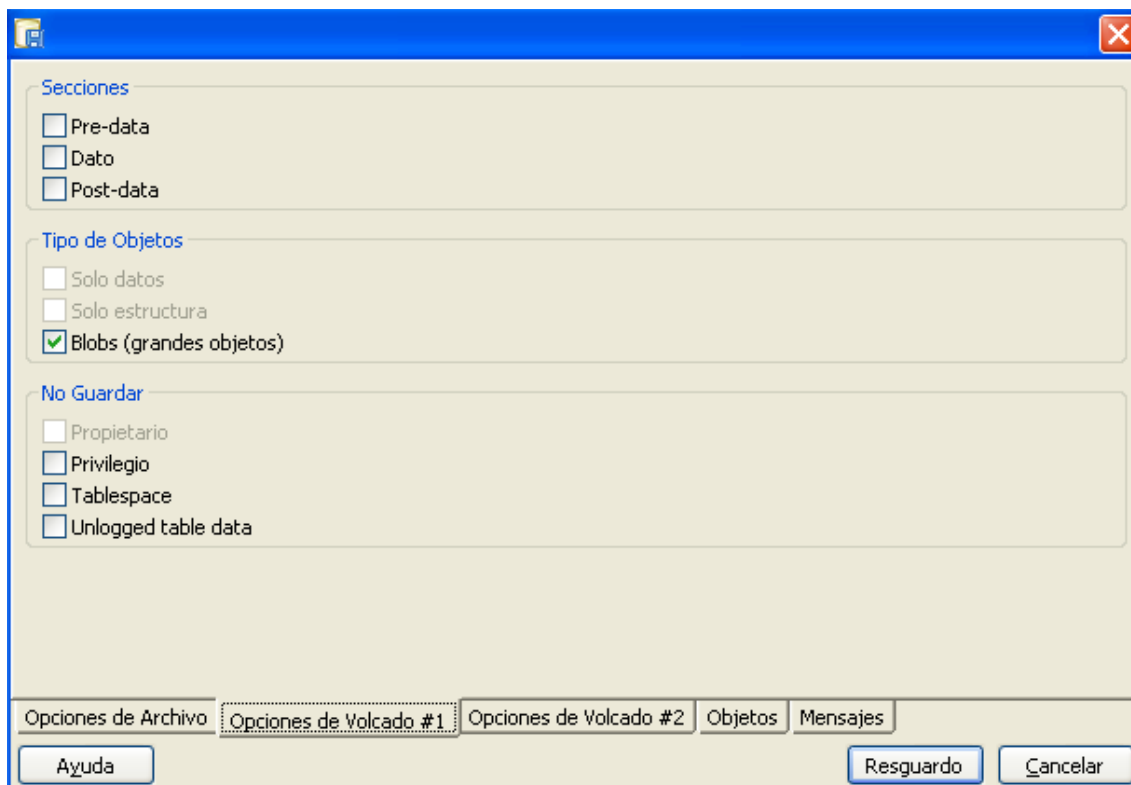 Secciones
Pre-data
Dato
Post-data
Tipo de Objetos
Solo datos
Solo estructura
Blobs (grandes objetos)
No Guardar
Propietario
Privilegio
Tablespace
Unlogged table data
Opciones de Archivo Opciones de Volcado #1 Opciones de Volcado #2 Objetos Mensajes
Ayuda Resguardo Cancelar